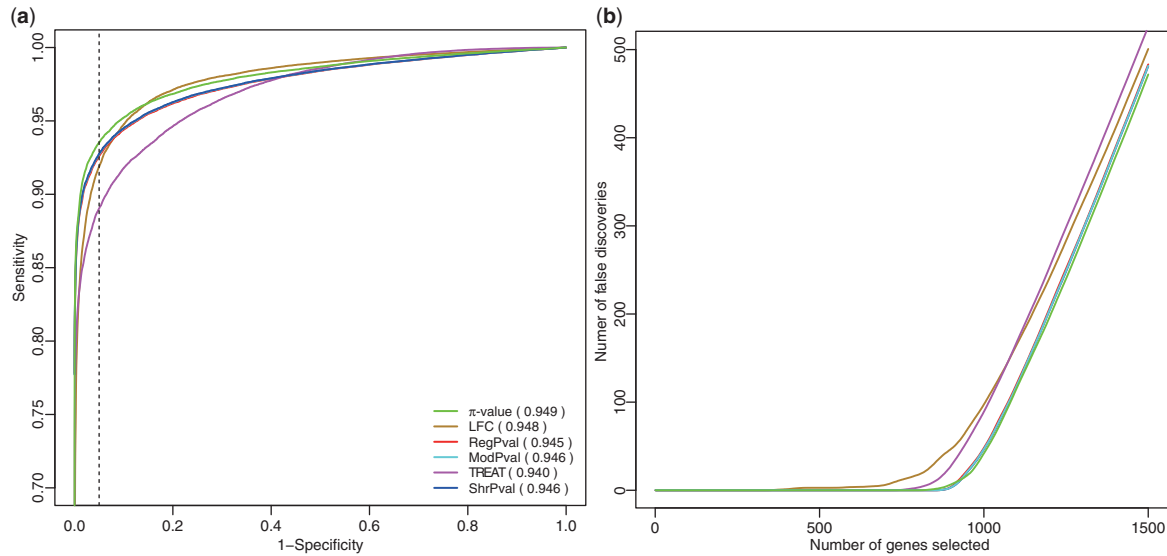 (a)
1.00
0.95
0.90
0.85
0.80
0.75
0.70
Sensitivity
0.0
0.2
0.4
0.6
0.8
1.0
1−Specificity
π-value ( 0.949 )
LFC ( 0.948 )
RegPval ( 0.945 )
ModPval ( 0.946 )
TREAT ( 0.940 )
ShrPval ( 0.946 )
(b)
500
400
300
200
100
0
Numer of false discoveries
0
500
1000
1500
Number of genes selected